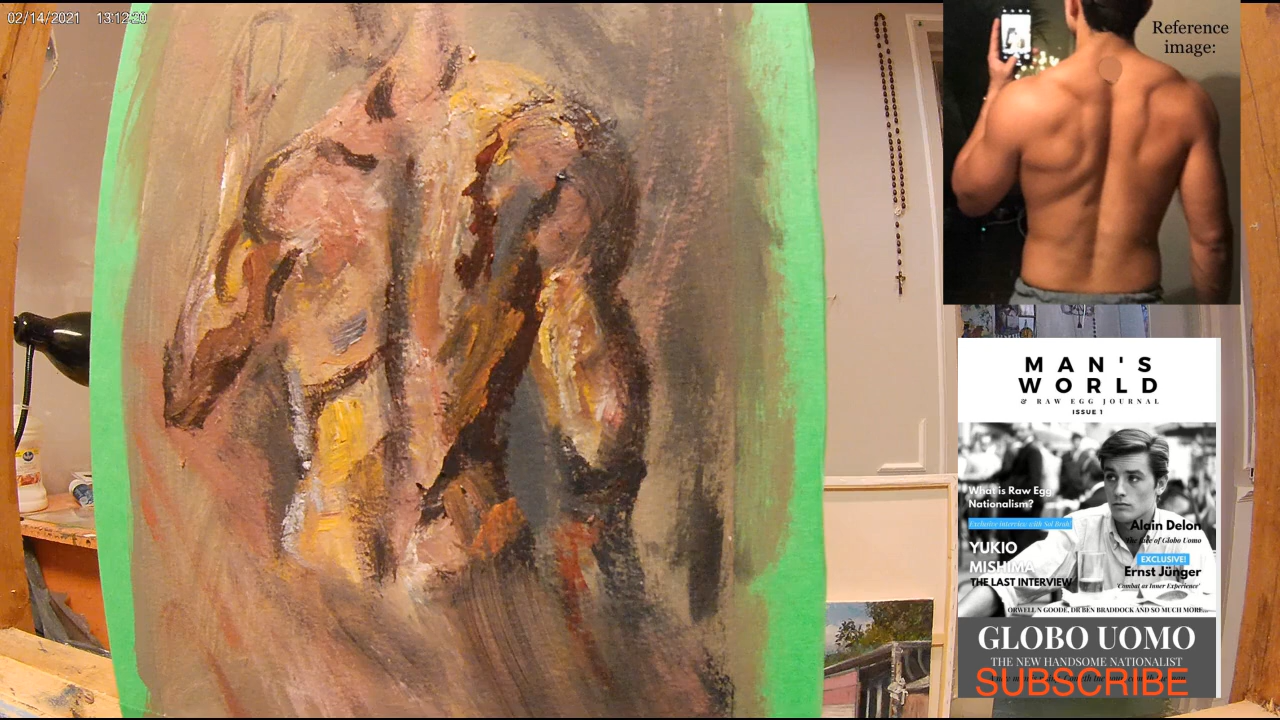 02/14/2021 13:12:20
Reference
image:
MAN'S
WORLD
& RAW EGG JOURNAL
ISSUE 1
What is Raw Egg
Nationalism?
Exclusive interview with Sol Brah
YUKIO
MISHIMA
THE LAST INTERVIEW
Alain Delon
The Face of Globo Uomo
EXCLUSIVE!
Ernst Jünger
'Combat as Inner Experience'
ORWELL N GOODE, DR BEN BRADDOCK AND SO MUCH MORE...
GLOBO UOMO
THE NEW HANDSOME NATIONALIST
SUBSCRIBE